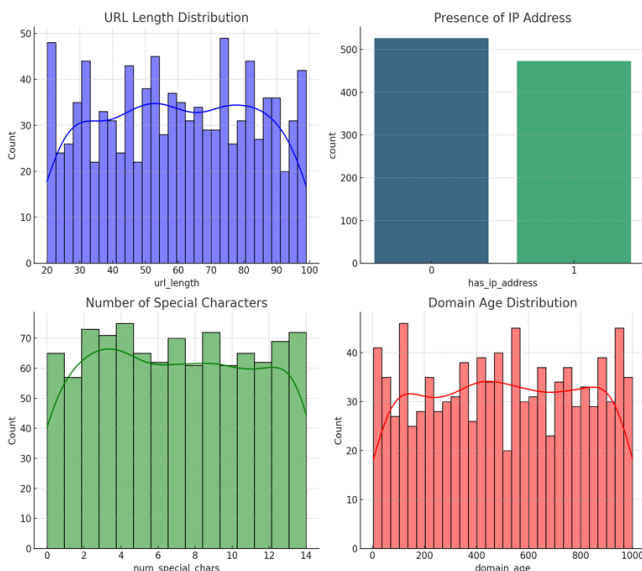 URL Length Distribution
50
40
30
20
10
0
Count
20 30 40 50 60 70 80 90 100
url_length
Presence of IP Address
500
400
300
200
100
0
count
0 1
has_ip_address
Number of Special Characters
70
60
50
40
30
20
10
0
Count
0 2 4 6 8 10 12 14
num_special_chars
Domain Age Distribution
40
30
20
10
0
Count
0 200 400 600 800 1000
domain_age